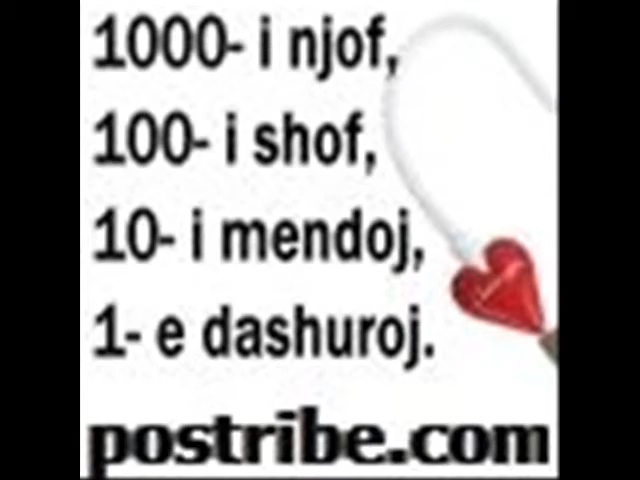 1000- i njof,
100- i shof,
10- i mendoj,
1- e dashuroj.
postribe.com